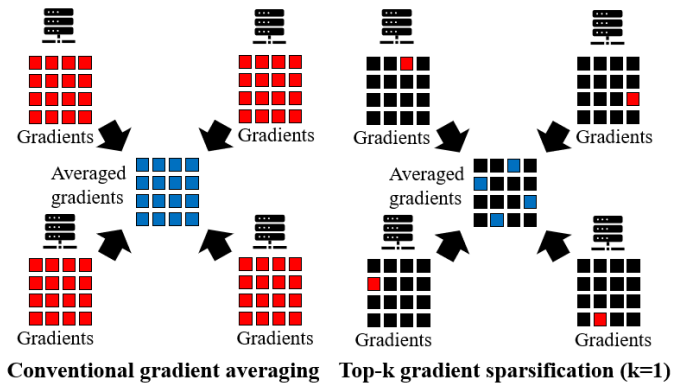 Gradients
Gradients
Averaged
gradients
Gradients
Gradients
Conventional gradient averaging
Gradients
Gradients
Averaged
gradients
Gradients
Gradients
Top-k gradient sparsification (k=1)